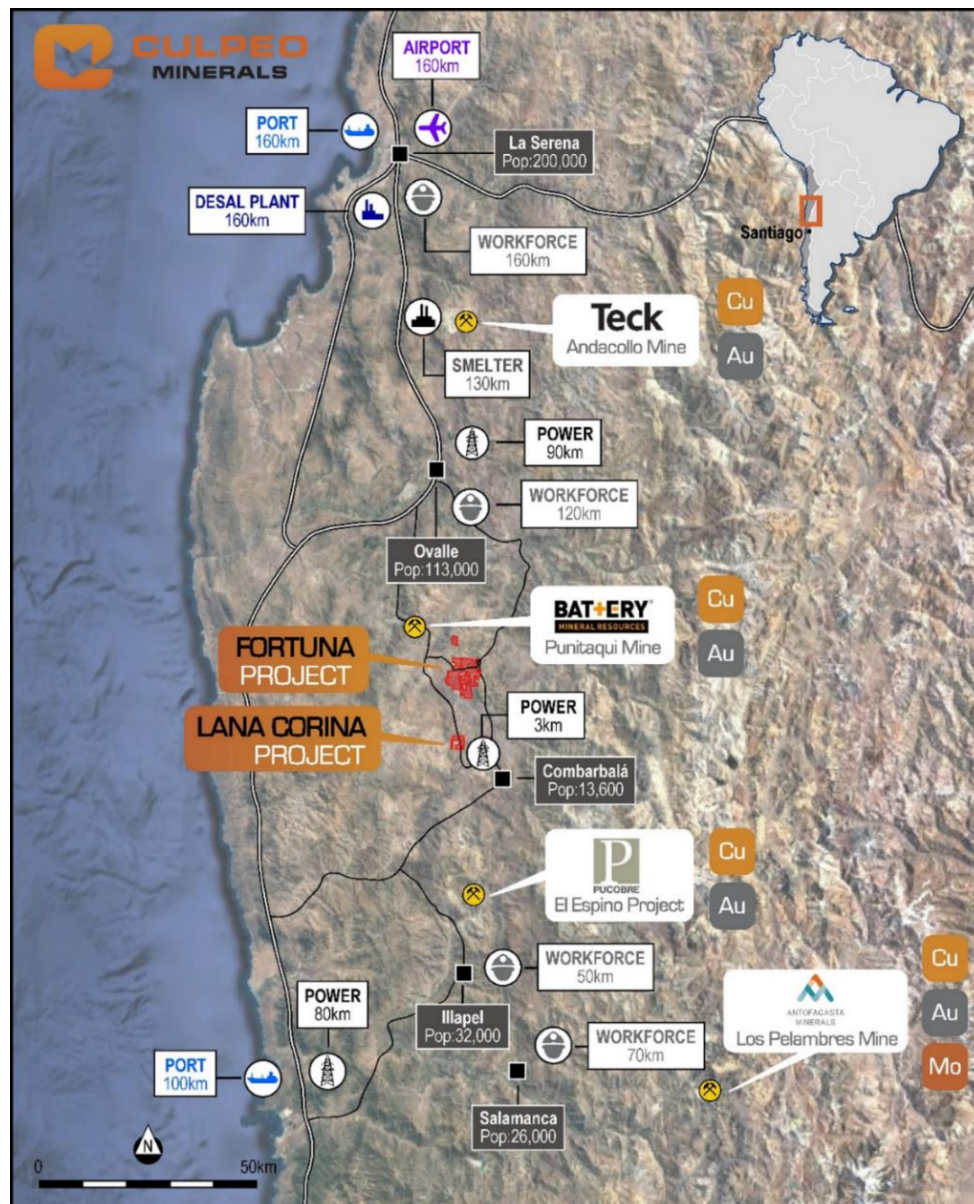 CULPEO
MINERALS
AIRPORT
160km
PORT
160km
La Serena
Pop:200,000
DESAL PLANT
160km
Santiago
WORKFORCE
160km
Teck
Andacollo Mine
Cu
Au
SMELTER
130km
POWER
90km
WORKFORCE
120km
Ovalle
Pop:113,000
BATTERY
MINERAL RESOURCES
Punitaqui Mine
Cu
Au
FORTUNA
PROJECT
POWER
3km
LANA CORINA
PROJECT
Combarbalá
Pop:13,600
P
PUCOBRE
El Espino Project
Cu
Au
WORKFORCE
50km
Illapel
Pop:32,000
POWER
80km
ANTOFAGASTA
MINERALS
Los Pelambres Mine
Cu
Au
Mo
WORKFORCE
70km
PORT
100km
Salamanca
Pop:26,000
N
0 50km